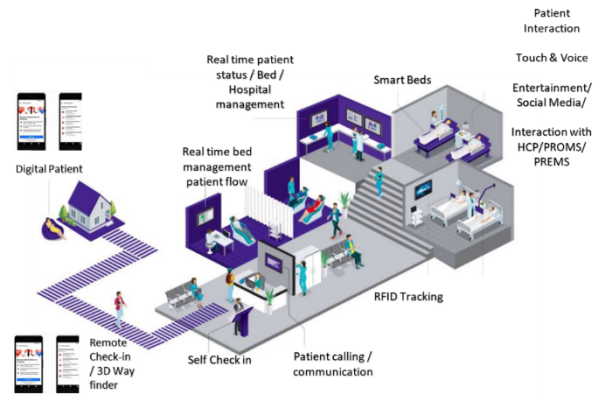 Patient
Interaction
Touch & Voice
Entertainment/
Social Media/
Interaction with
HCP/PROMS/
PREMS
Real time patient
status / Bed /
Hospital
management
Smart Beds
Real time bed
management
patient flow
Digital Patient
RFID Tracking
Remote
Check-in
/ 3D Way
finder
Self Check in
Patient calling /
communication